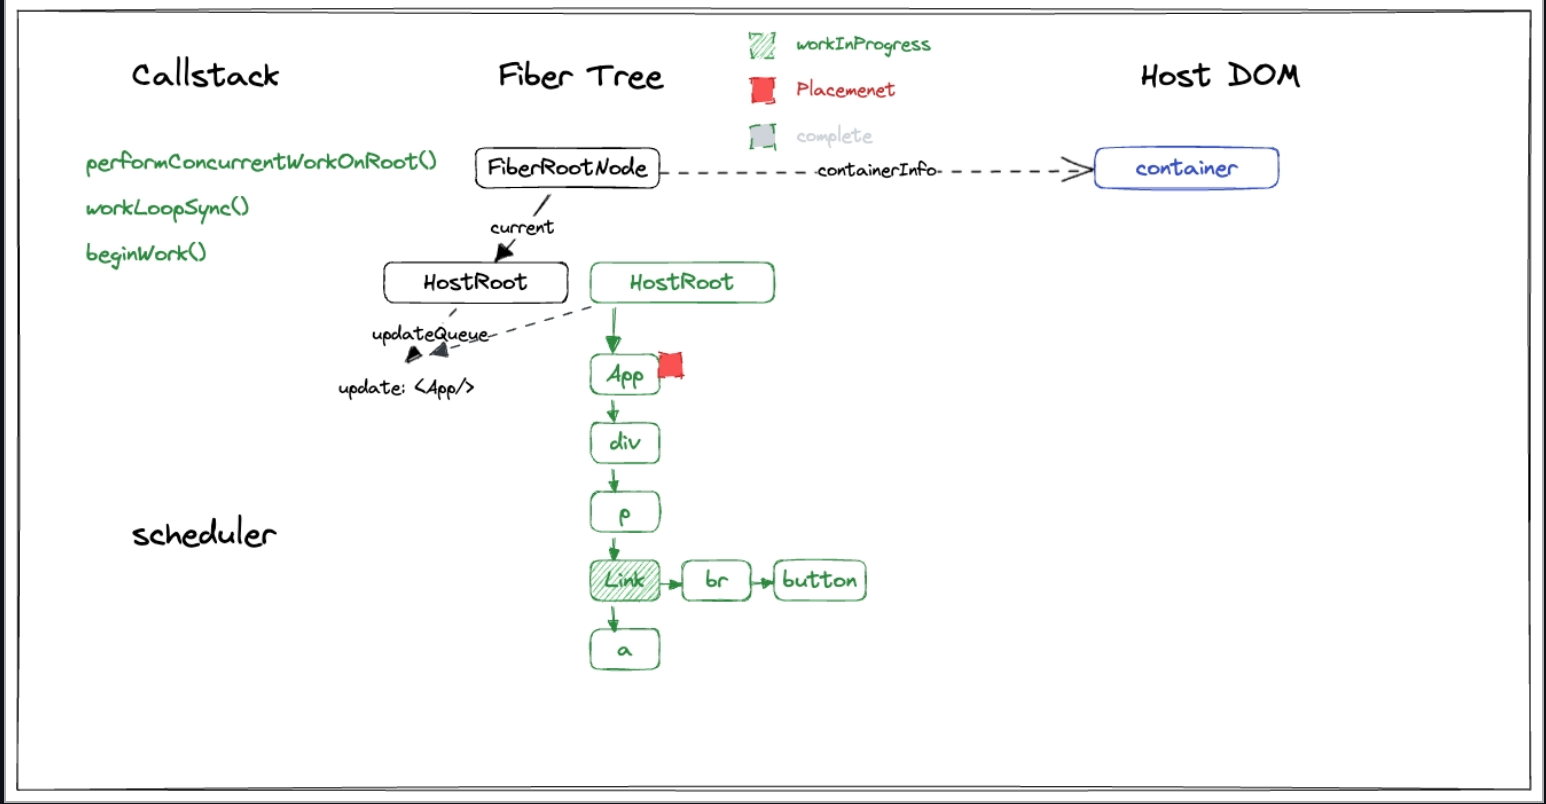 Callstack
Fiber Tree
workInProgress
Placemenet
complete
Host DOM
performConcurrentWorkOnRoot()
workLoopSync()
beginWork()
FiberRootNode
containerInfo
container
current
HostRoot
HostRoot
updateQueue
update: <App/>
App
div
p
scheduler
Link
br
button
a